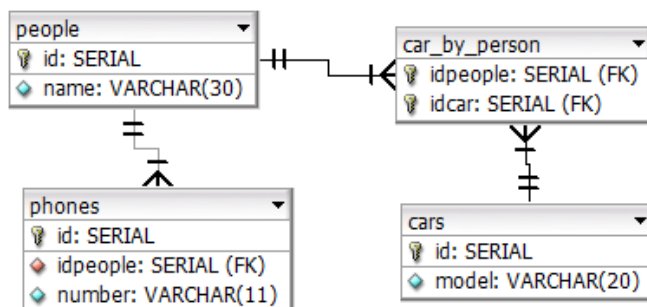 people
id: SERIAL
name: VARCHAR(30)
car_by_person
idpeople: SERIAL (FK)
idcar: SERIAL (FK)
phones
id: SERIAL
idpeople: SERIAL (FK)
number: VARCHAR(11)
cars
id: SERIAL
model: VARCHAR(20)